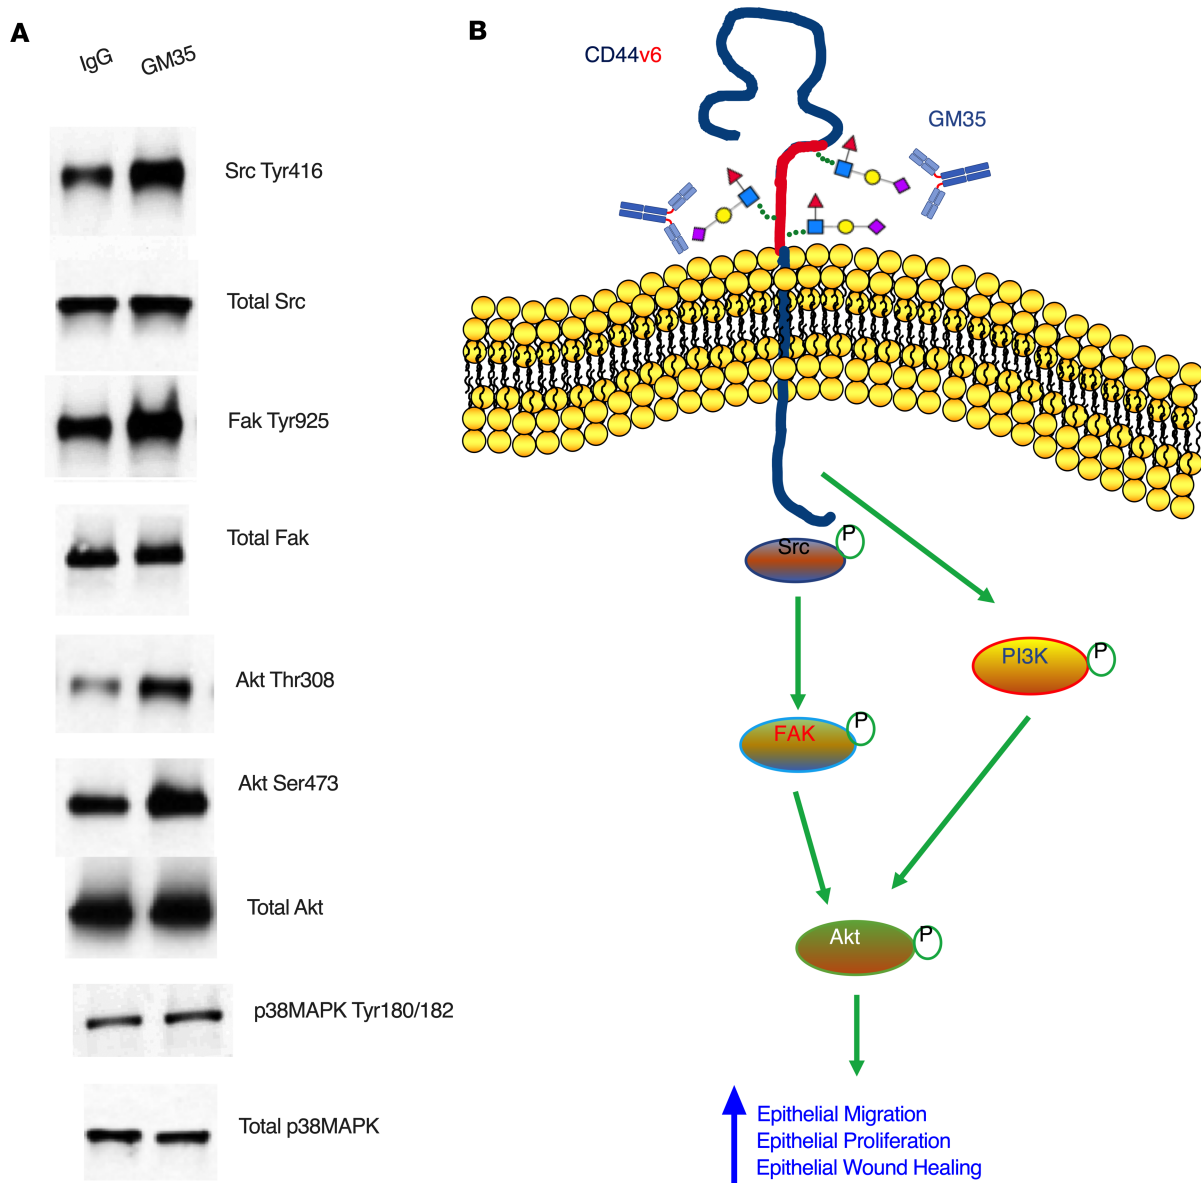 A
IgG
GM35
Src Tyr416
Total Src
Fak Tyr925
Total Fak
Akt Thr308
Akt Ser473
Total Akt
p38MAPK Tyr180/182
Total p38MAPK
B
CD44v6
GM35
Src
P
PI3K
P
FAK
P
Akt
P
Epithelial Migration
Epithelial Proliferation
Epithelial Wound Healing